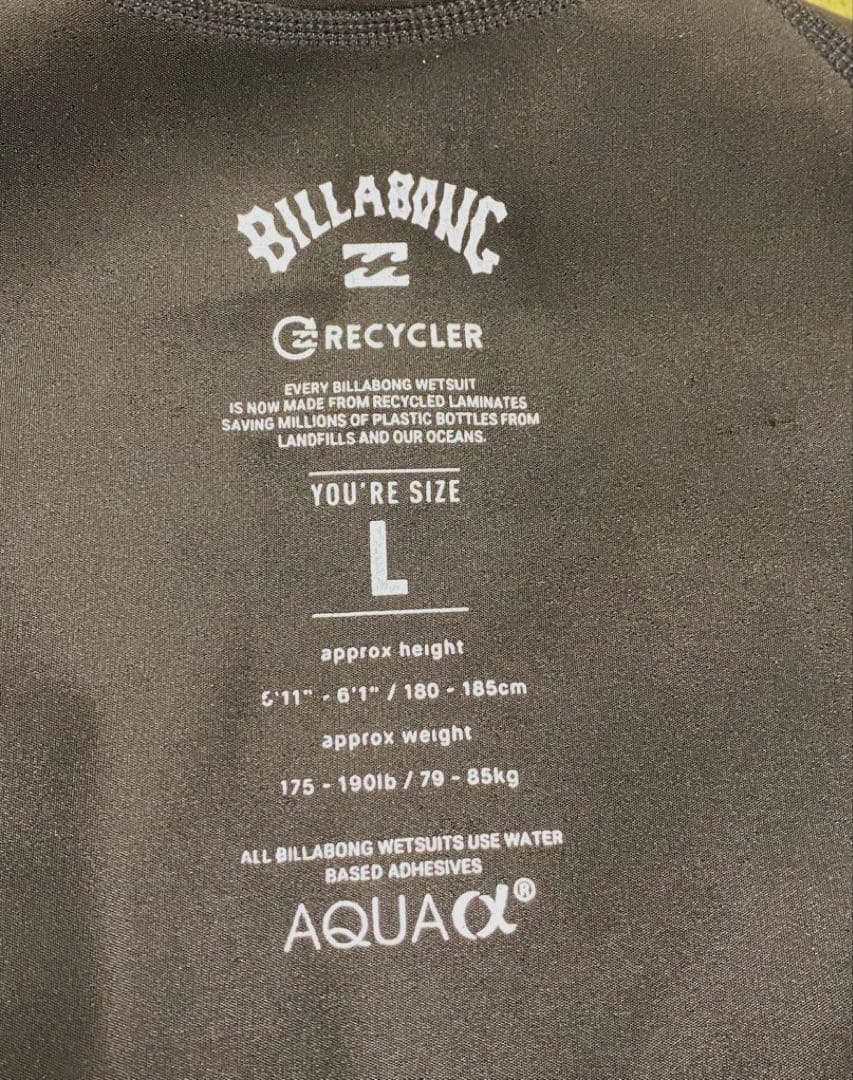 BILLABONG
RECYCLER
EVERY BILLABONG WETSUIT
IS NOW MADE FROM RECYCLED LAMINATES
SAVING MILLIONS OF PLASTIC BOTTLES FROM
LANDFILLS AND OUR OCEANS.
YOU'RE SIZE
L
approx height
5'11" - 6'1" / 180 - 185cm
approx weight
175 - 190lb / 79 - 85kg
ALL BILLABONG WETSUITS USE WATER
BASED ADHESIVES
AQUAα®